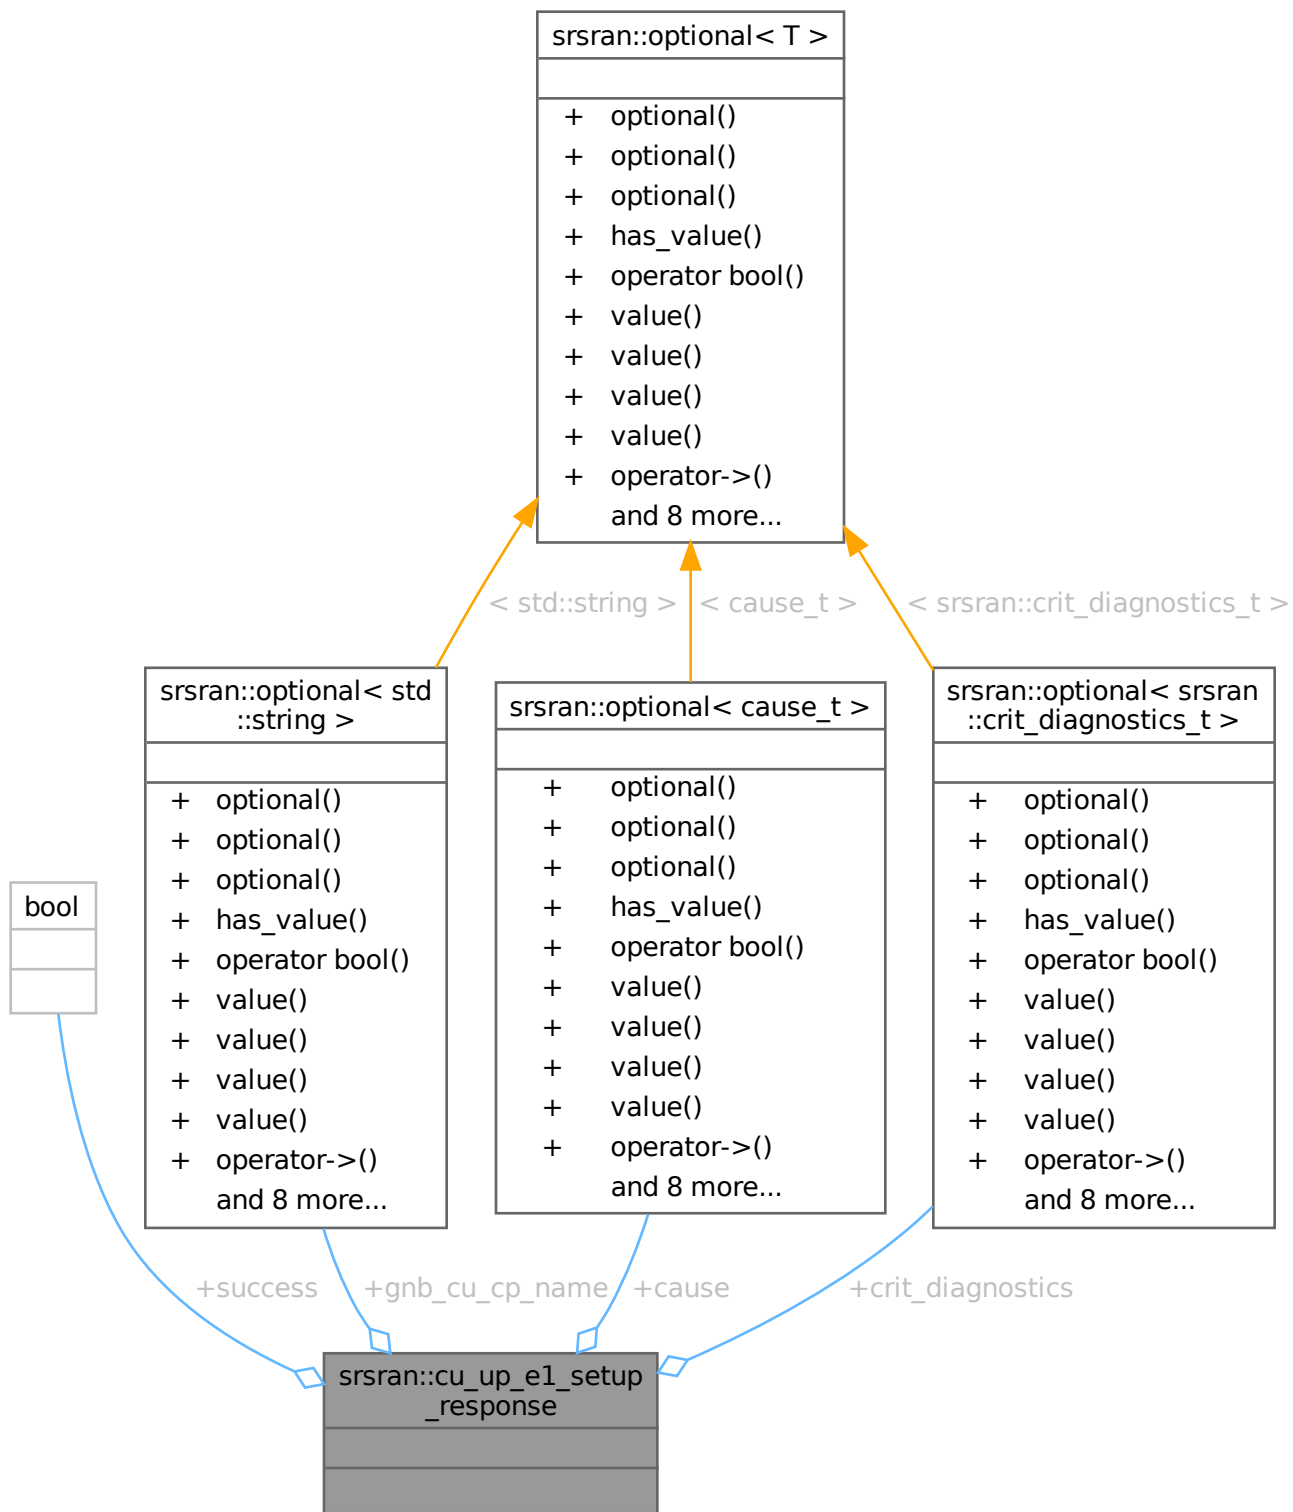 srsran::optional< T >
+ optional()
+ optional()
+ optional()
+ has_value()
+ operator bool()
+ value()
+ value()
+ value()
+ value()
+ operator->()
and 8 more...
< std::string >
< cause_t >
< srsran::crit_diagnostics_t >
bool
srsran::optional< std
::string >
+ optional()
+ optional()
+ optional()
+ has_value()
+ operator bool()
+ value()
+ value()
+ value()
+ value()
+ operator->()
and 8 more...
srsran::optional< cause_t >
+ optional()
+ optional()
+ optional()
+ has_value()
+ operator bool()
+ value()
+ value()
+ value()
+ value()
+ operator->()
and 8 more...
srsran::optional< srsran
::crit_diagnostics_t >
+ optional()
+ optional()
+ optional()
+ has_value()
+ operator bool()
+ value()
+ value()
+ value()
+ value()
+ operator->()
and 8 more...
+success
+gnb_cu_cp_name
+cause
+crit_diagnostics
srsran::cu_up_e1_setup
_response